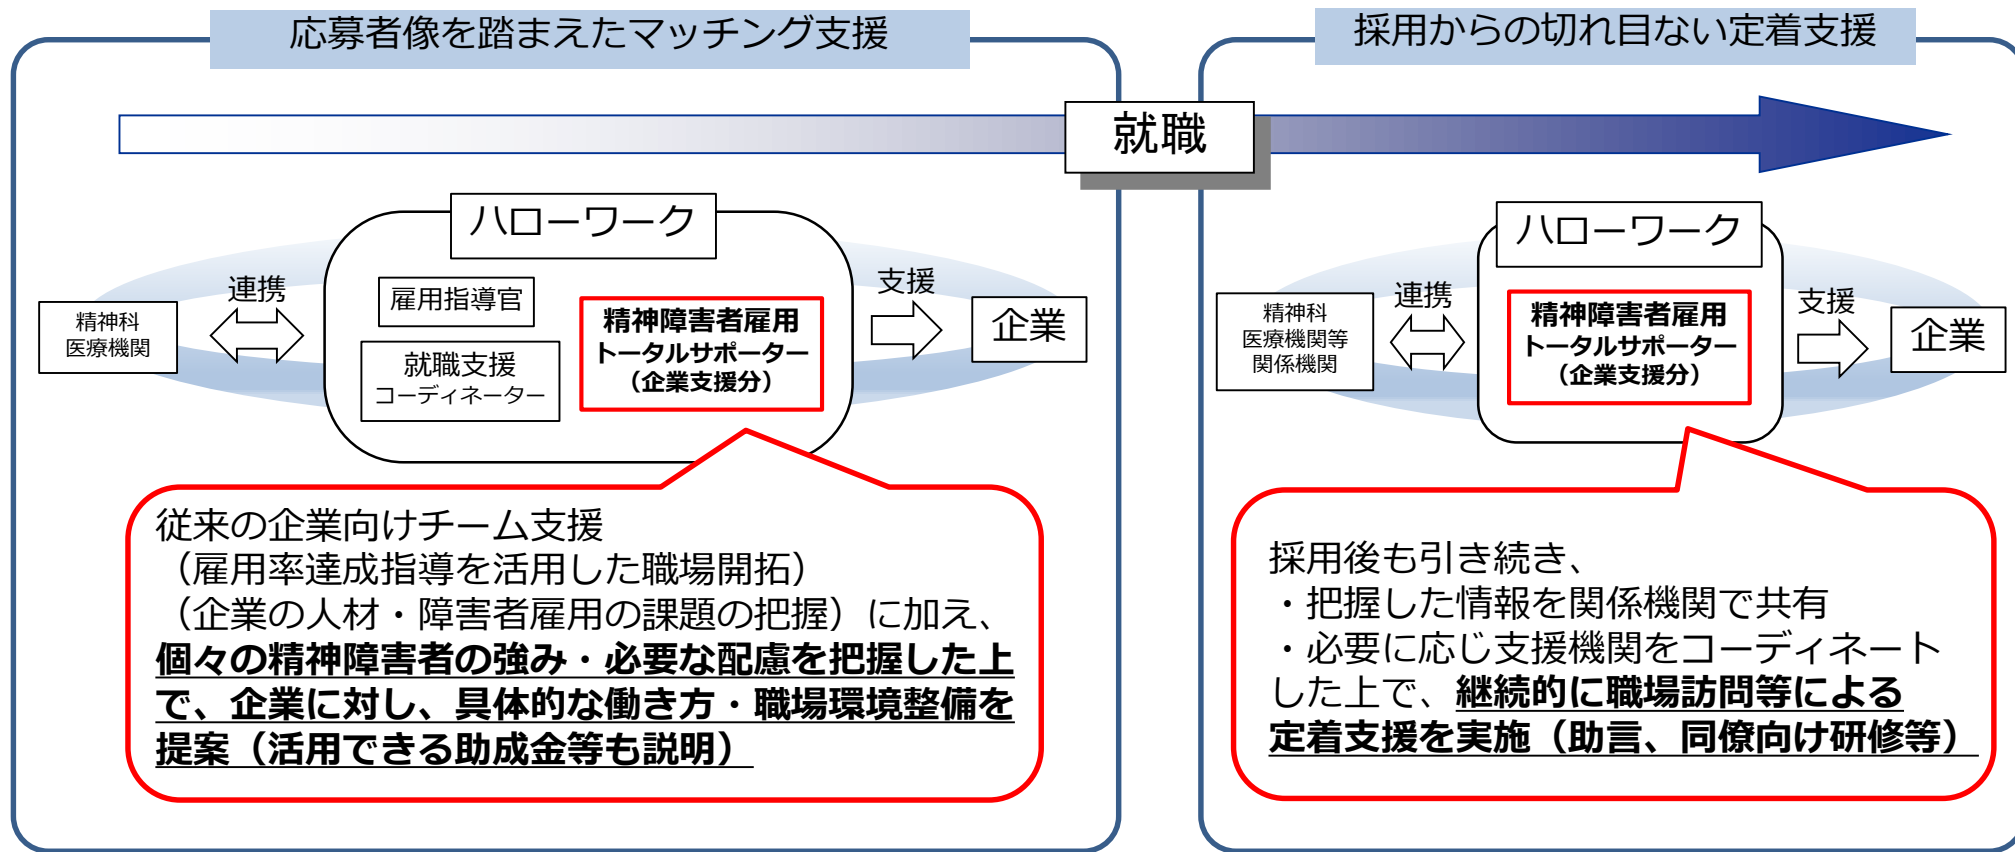 応募者像を踏まえたマッチング支援
採用からの切れ目ない定着支援
就職
ハローワーク
連携
支援
精神科
医療機関
雇用指導官
就職支援
コーディネーター
精神障害者雇用
トータルサポーター
（企業支援分）
企業
従来の企業向けチーム支援
（雇用率達成指導を活用した職場開拓）
（企業の人材・障害者雇用の課題の把握）に加え、
個々の精神障害者の強み・必要な配慮を把握した上
で、企業に対し、具体的な働き方・職場環境整備を
提案（活用できる助成金等も説明）
ハローワーク
連携
支援
精神科
医療機関等
関係機関
精神障害者雇用
トータルサポーター
（企業支援分）
企業
採用後も引き続き、
・把握した情報を関係機関で共有
・必要に応じ支援機関をコーディネート
した上で、継続的に職場訪問等による
定着支援を実施（助言、同僚向け研修等）